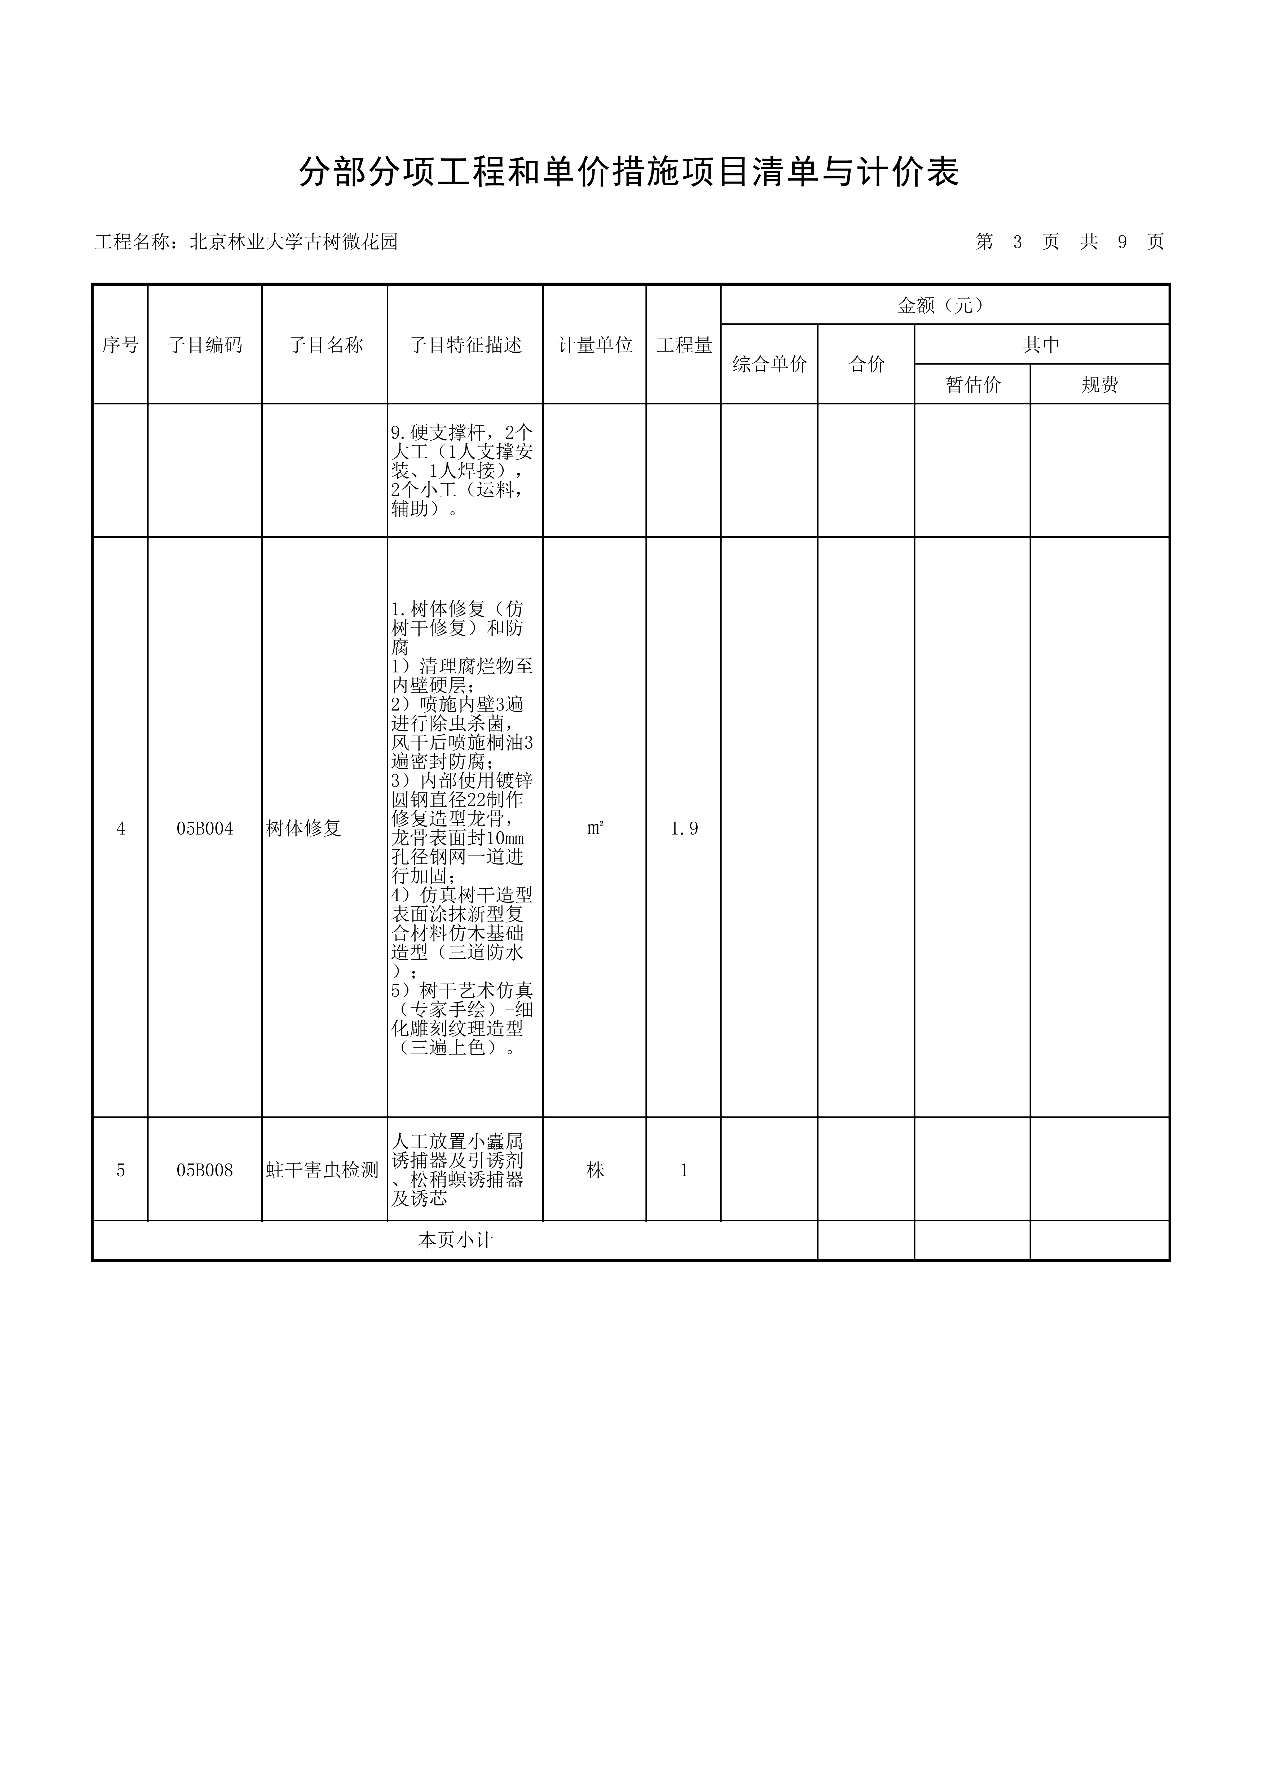 分部分项工程和单价措施项目清单与计价表
工程名称：北京林业大学古树微花园
第 3 页 共 9 页
序号
子目编码
子目名称
子目特征描述
计量单位
工程量
金额（元）
综合单价
合价
其中
暂估价
规费
9.硬支撑杆，2个
大工（1人支撑安
装、1人焊接），
2个小工（运料，
辅助）。
4
05B004
树体修复
1.树体修复（仿
树干修复）和防
腐
1）清理腐烂物至
内壁硬层；
2）喷施内壁3遍
进行除虫杀菌，
风干后喷施桐油3
遍密封防腐；
3）内部使用镀锌
圆钢直径22制作
修复造型龙骨，
龙骨表面封10mm
孔径钢网一道进
行加固；
4）仿真树干造型
表面涂抹新型复
合材料仿木基础
造型（三道防水
）；
5）树干艺术仿真
（专家手绘）-细
化雕刻纹理造型
（三遍上色）。
m²
1.9
5
05B008
蛀干害虫检测
人工放置小蠹属
诱捕器及引诱剂
、松梢螟诱捕器
及诱芯
株
1
本页小计